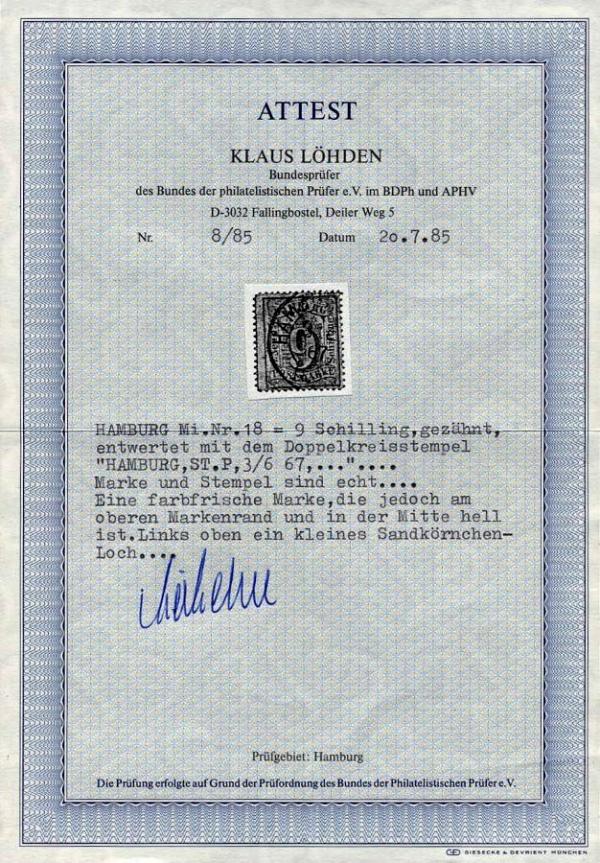 ATTEST
KLAUS LÖHDEN
Bundesprüfer
des Bundes der philatelistischen Prüfer e.V. im BDPh und APHV
D-3032 Fallingbostel, Deiler Weg 5
Nr. 8/85 Datum 20.7.85
HAMBURG
9
HAMBURG Mi.Nr.18 = 9 Schilling,gezähnt,
entwertet mit dem Doppelkreisstempel
"HAMBURG,ST.P,3/6 67,..."....
Marke und Stempel sind echt....
Eine farbfrische Marke,die jedoch am
oberen Markenrand und in der Mitte hell
ist.Links oben ein kleines Sandkörnchen-
Loch....
Prüfgebiet: Hamburg
Die Prüfung erfolgte auf Grund der Prüfordnung des Bundes der Philatelistischen Prüfer e.V.
GIESECKE & DEVRIENT MÜNCHEN